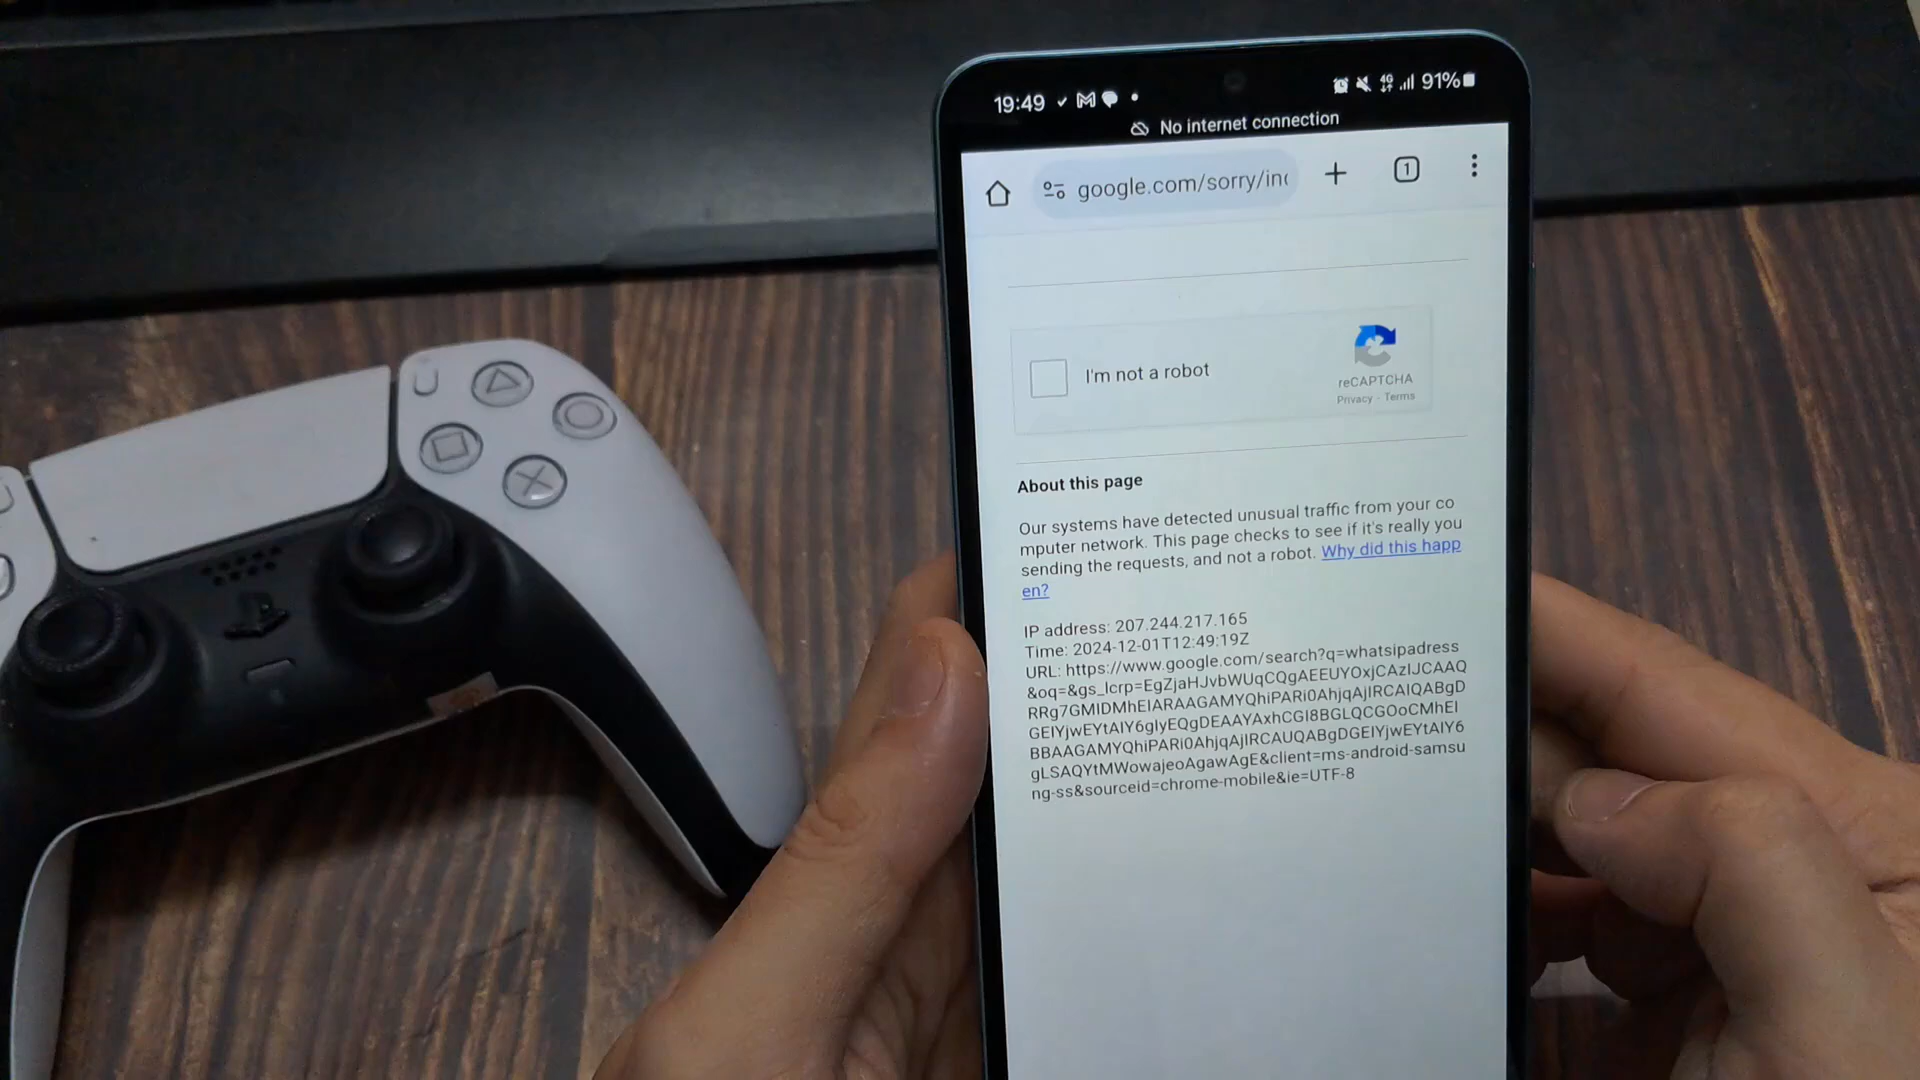 19:49
4G
91%
No internet connection
google.com/sorry/in
1
I'm not a robot
reCAPTCHA
Privacy - Terms
About this page
Our systems have detected unusual traffic from your co
mputer network. This page checks to see if it's really you
sending the requests, and not a robot. Why did this happ
en?
IP address: 207.244.217.165
Time: 2024-12-01T12:49:19Z
URL: https://www.google.com/search?q=whatsipadress
&oq=&gs_lcrp=EgZjaHJvbWUqCQgAEEUYOxjCAzIJCAAQ
RRg7GMIDMhEIARAAGAMYQhiPARi0AhjqAjIRCAIQABgD
GEIYjwEYtAIY6gIyEQgDEAAYAxhCGI8BGLQCGOoCMhEI
BBAAGAMYQhiPARi0AhjqAjIRCAUQABgDGEIYjwEYtAIY6
gLSAQYtMWowajeoAgawAgE&client=ms-android-samsu
ng-ss&sourceid=chrome-mobile&ie=UTF-8